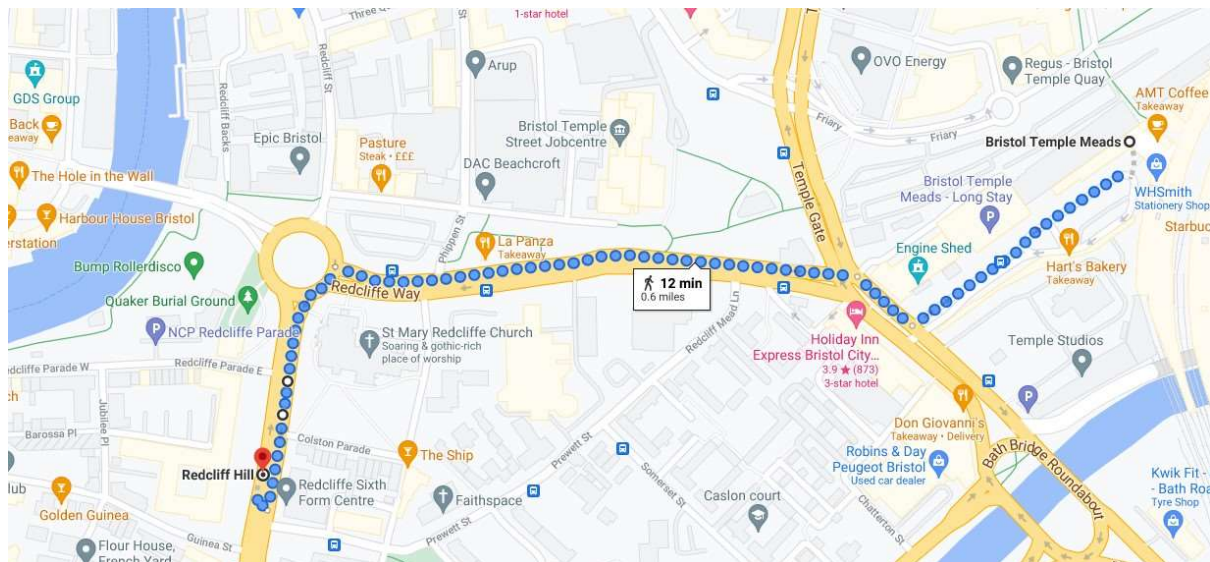 Three Qu
1-star hotel
GDS Group
Back
eaway
The Hole in the Wall
Harbour House Bristol
erstation
Redcliff Backs
Redcliff St
Epic Bristol
Pasture
Steak • £££
Arup
Bristol Temple
Street Jobcentre
DAC Beachcroft
Phippen St
La Panza
Takeaway
Temple Gate
OVO Energy
Regus - Bristol
Temple Quay
Friary
Friary
AMT Coffee
Takeaway
Bristol Temple Meads
WHSmith
Stationery Shop
Starbuc
Bristol Temple
Meads - Long Stay
P
Engine Shed
Hart's Bakery
Takeaway
Bump Rollerdisco
Quaker Burial Ground
P
NCP Redcliffe Parade
Redcliffe Way
12 min
0.6 miles
St Mary Redcliffe Church
Soaring & gothic-rich
place of worship
Redcliff Mead Ln
Holiday Inn
Express Bristol City...
3.9 ★ (873)
3-star hotel
Temple Studios
P
edcliffe Parade W
Redcliffe Parade E
Jubilee Pl
Barossa Pl
Colston Parade
Redcliff Hill
The Ship
Redcliffe Sixth
Form Centre
Faithspace
Prewett St
Prewett St
Somerset St
Caslon court
Chatterton St
Don Giovanni's
Takeaway • Delivery
Robins & Day
Peugeot Bristol
Used car dealer
Bath Bridge Roundabout
Kwik Fit -
- Bath Roa
Tyre Shop
lub
Golden Guinea
Guinea St
Flour House,
French Yard